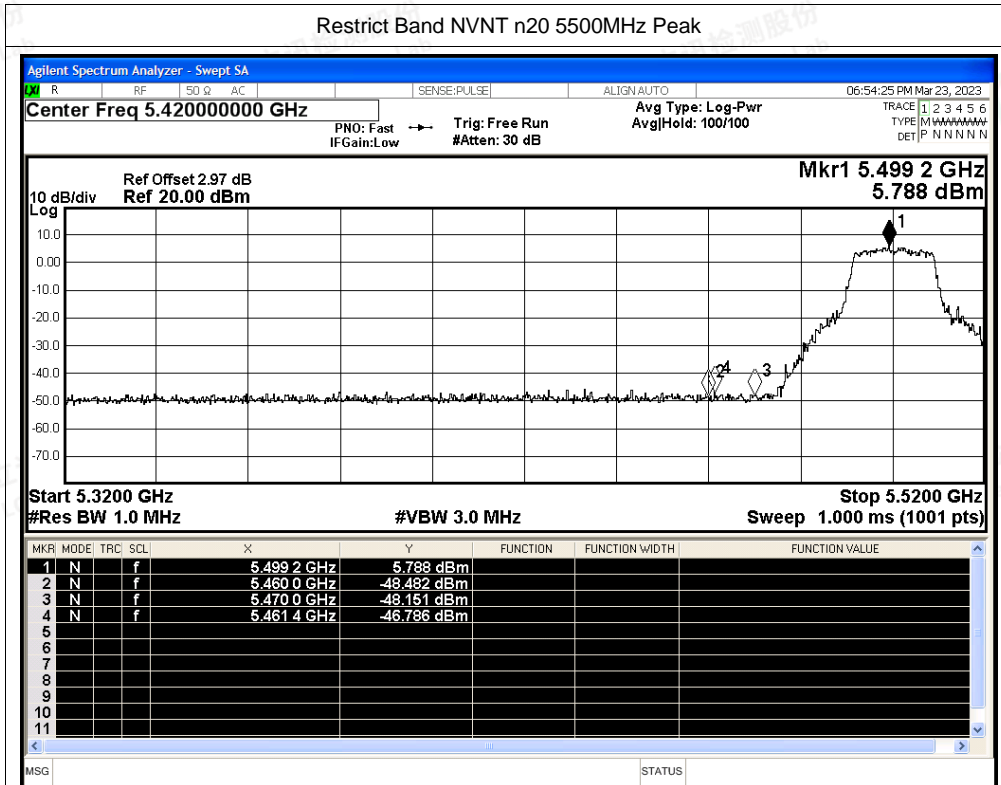 Restrict Band NVNT n20 5500MHz Peak
Agilent Spectrum Analyzer - Swept SA
LXI R RF 50 Ω AC SENSE:PULSE ALIGN AUTO 06:54:25 PM Mar 23, 2023
Center Freq 5.420000000 GHz
PNO: Fast
IFGain:Low
Trig: Free Run
#Atten: 30 dB
Avg Type: Log-Pwr
Avg|Hold: 100/100
TRACE 1 2 3 4 5 6
TYPE M
DET P N N N N N
Mkr1 5.499 2 GHz
5.788 dBm
Ref Offset 2.97 dB
10 dB/div Ref 20.00 dBm
Log
10.0
0.00
-10.0
-20.0
-30.0
-40.0
-50.0
-60.0
-70.0
1
2 4 3
Start 5.3200 GHz Stop 5.5200 GHz
#Res BW 1.0 MHz #VBW 3.0 MHz Sweep 1.000 ms (1001 pts)
MKR MODE TRC SCL X Y FUNCTION FUNCTION WIDTH FUNCTION VALUE
1 N f 5.499 2 GHz 5.788 dBm
2 N f 5.460 0 GHz -48.482 dBm
3 N f 5.470 0 GHz -48.151 dBm
4 N f 5.461 4 GHz -46.786 dBm
5
6
7
8
9
10
11
MSG STATUS